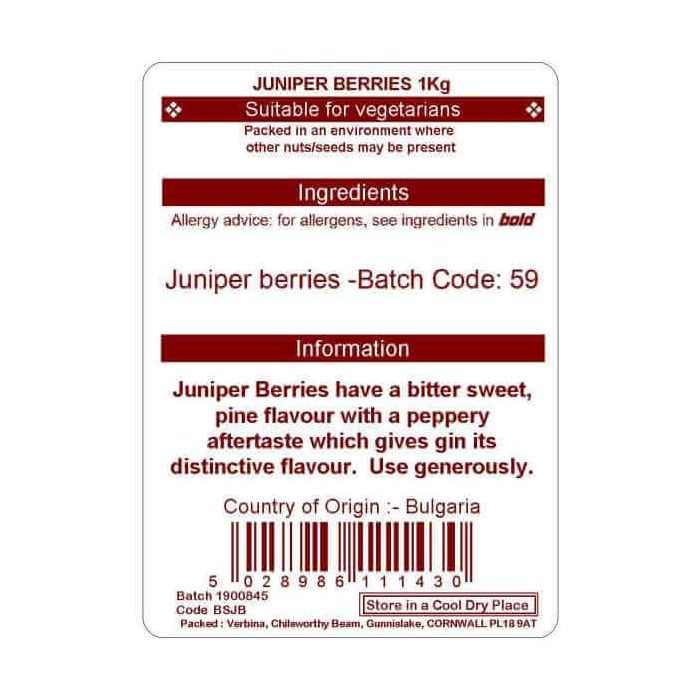 JUNIPER BERRIES 1Kg
Suitable for vegetarians
Packed in an environment where
other nuts/seeds may be present
Ingredients
Allergy advice: for allergens, see ingredients in bold
Juniper berries -Batch Code: 59
Information
Juniper Berries have a bitter sweet,
pine flavour with a peppery
aftertaste which gives gin its
distinctive flavour.  Use generously.
Country of Origin :- Bulgaria
5 028986 111430
Batch 1900845
Code BSJB
Store in a Cool Dry Place
Packed : Verbina, Chileworthy Beam, Gunnislake, CORNWALL PL18 9AT